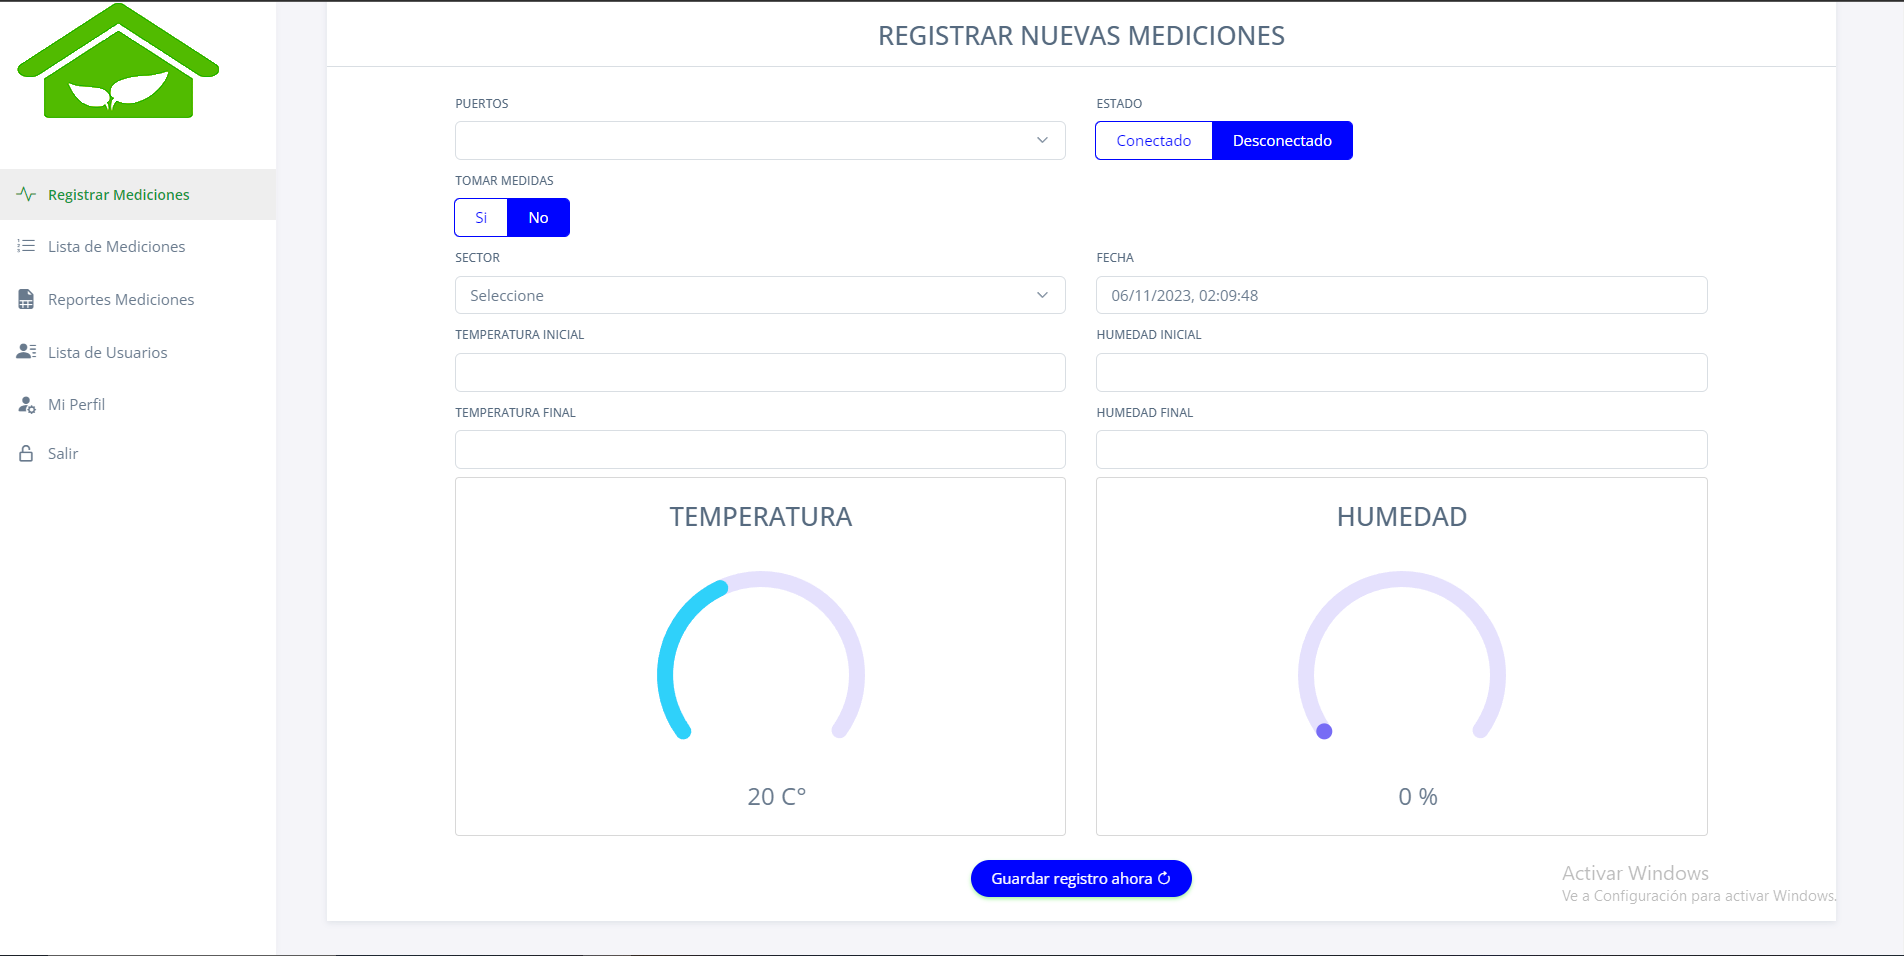 REGISTRAR NUEVAS MEDICIONES
Registrar Mediciones
Lista de Mediciones
Reportes Mediciones
Lista de Usuarios
Mi Perfil
Salir
PUERTOS
ESTADO
Conectado
Desconectado
TOMAR MEDIDAS
Si
No
SECTOR
FECHA
Seleccione
06/11/2023, 02:09:48
TEMPERATURA INICIAL
HUMEDAD INICIAL
TEMPERATURA FINAL
HUMEDAD FINAL
TEMPERATURA
20 C°
HUMEDAD
0 %
Guardar registro ahora
Activar Windows
Ve a Configuración para activar Windows.